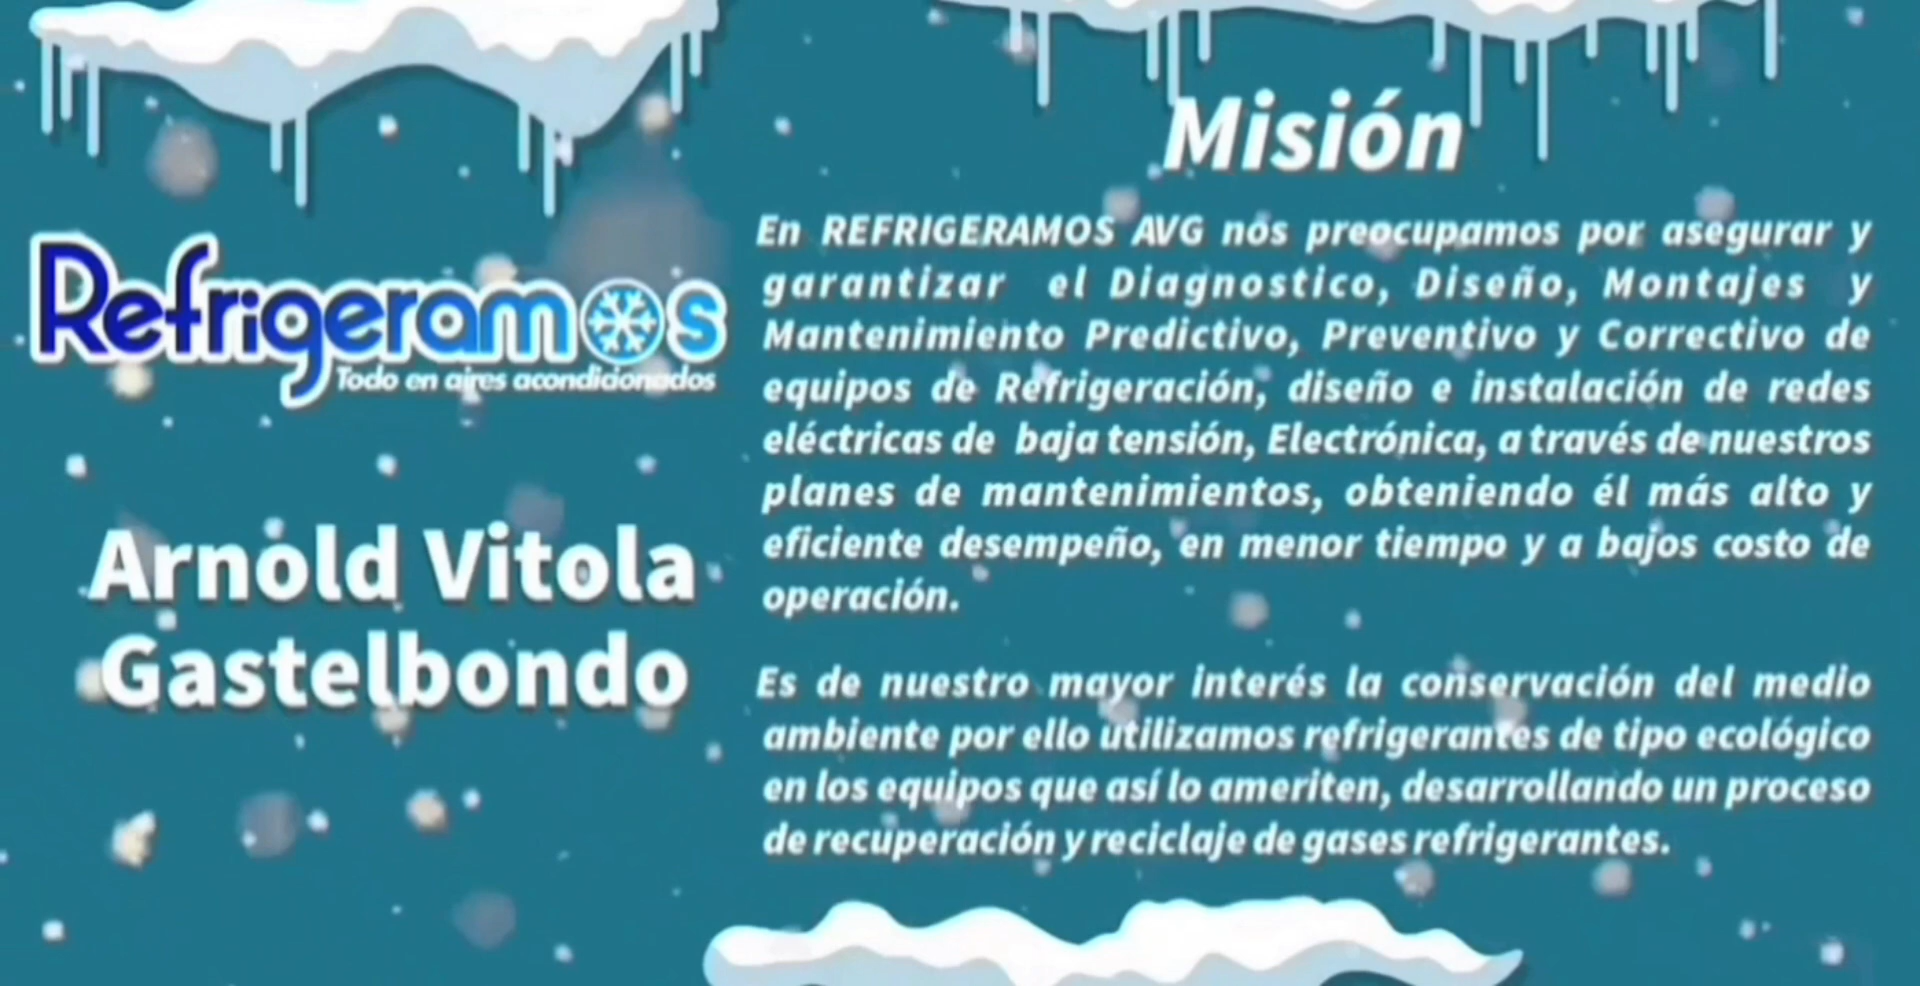 Refrigeramos
Todo en aires acondicionados
Arnold Vitola
Gastelbondo
Misión
En REFRIGERAMOS AVG nos preocupamos por asegurar y
garantizar el Diagnostico, Diseño, Montajes y
Mantenimiento Predictivo, Preventivo y Correctivo de
equipos de Refrigeración, diseño e instalación de redes
eléctricas de baja tensión, Electrónica, a través de nuestros
planes de mantenimientos, obteniendo él más alto y
eficiente desempeño, en menor tiempo y a bajos costo de
operación.
Es de nuestro mayor interés la conservación del medio
ambiente por ello utilizamos refrigerantes de tipo ecológico
en los equipos que así lo ameriten, desarrollando un proceso
de recuperación y reciclaje de gases refrigerantes.